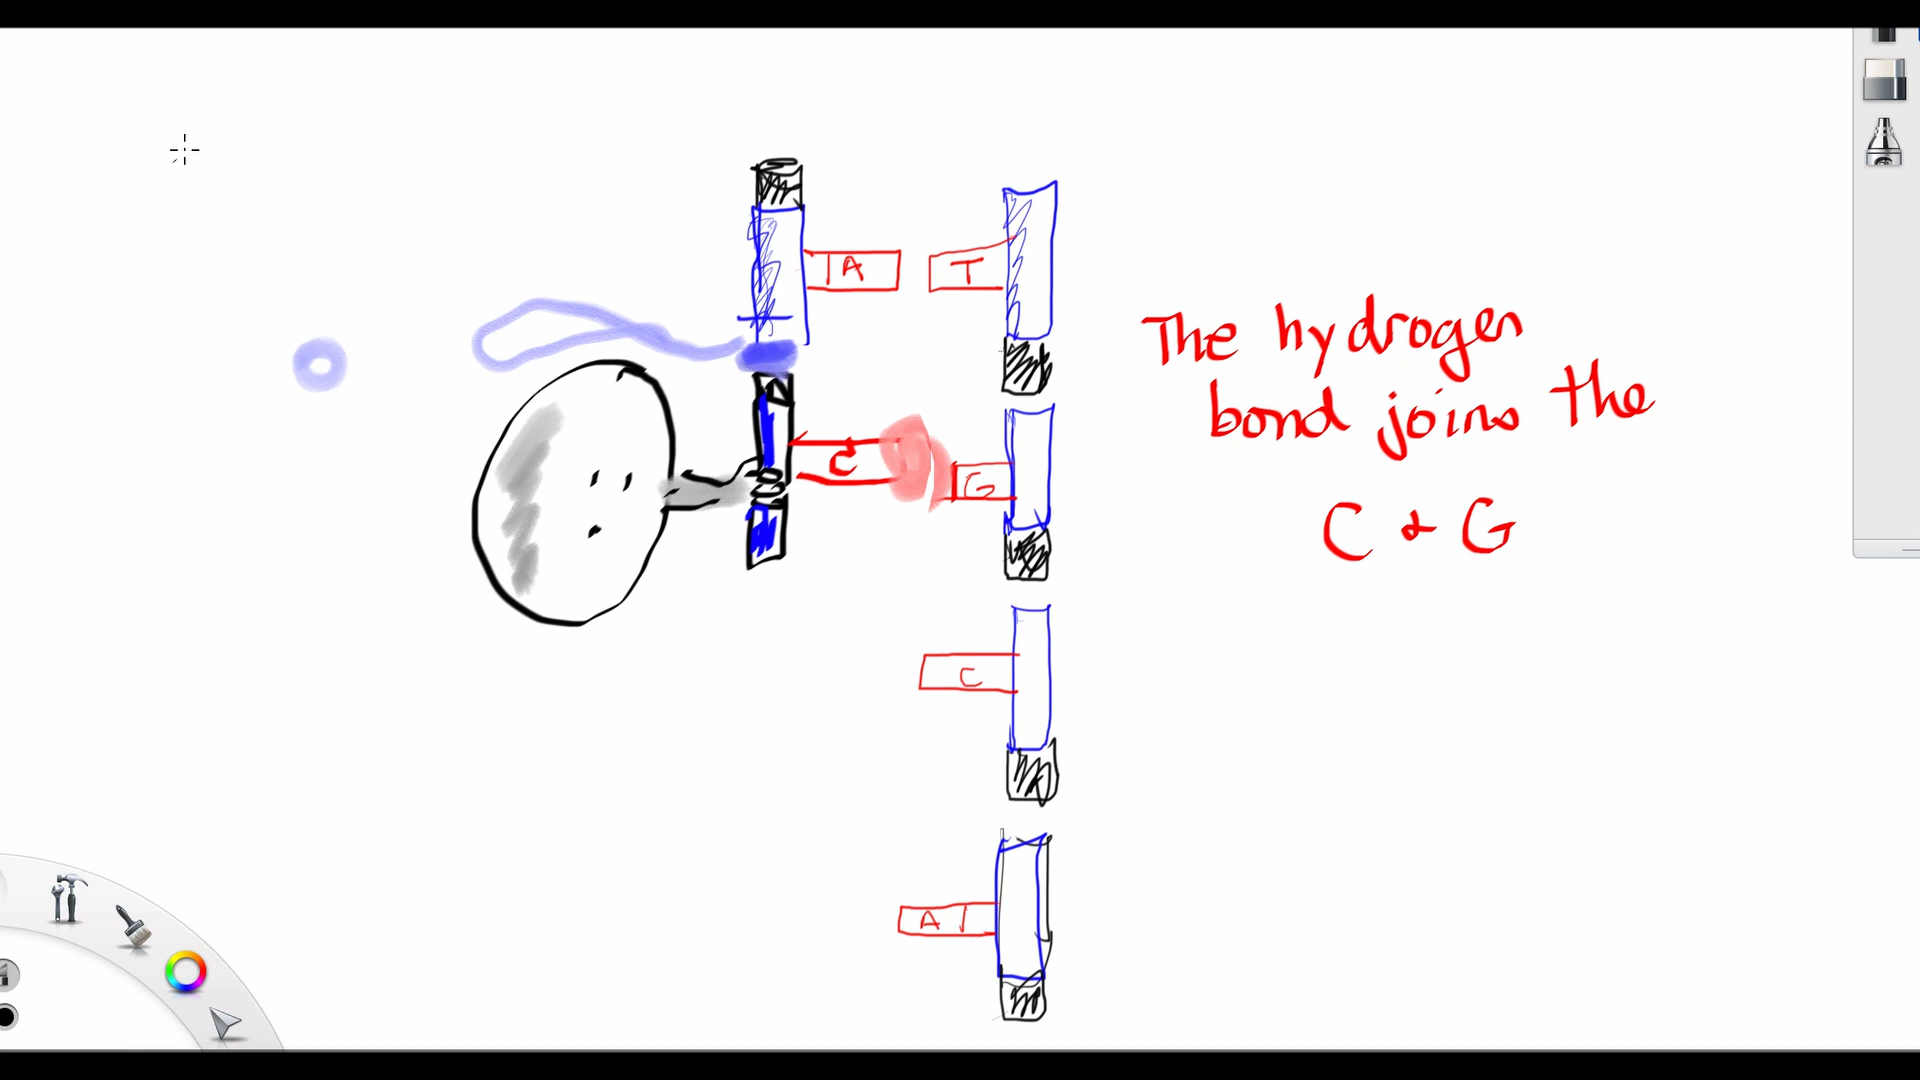 A T
The hydrogen
bond joins the
C G
C & G
C
A